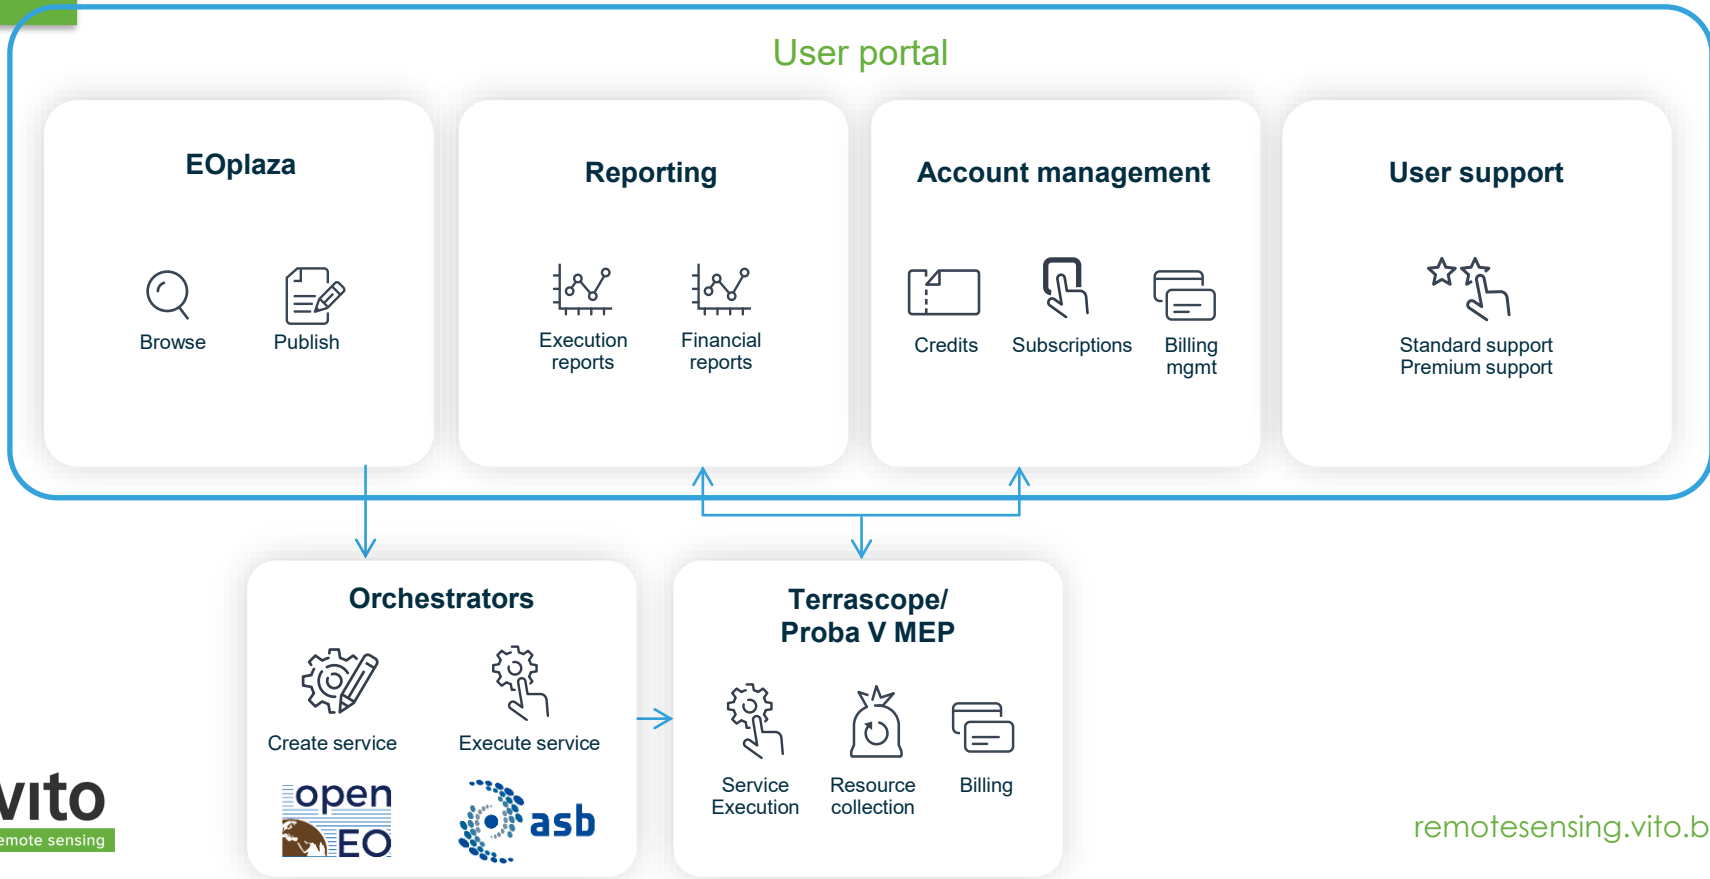 User portal
EOplaza
Browse
Publish
Reporting
Execution
reports
Financial
reports
Account management
Credits
Subscriptions
Billing
mgmt
User support
Standard support
Premium support
Orchestrators
Create service
Execute service
open
EO
asb
Terrascope/
Proba V MEP
Service
Execution
Resource
collection
Billing
vito
emote sensing
remotesensing.vito.b